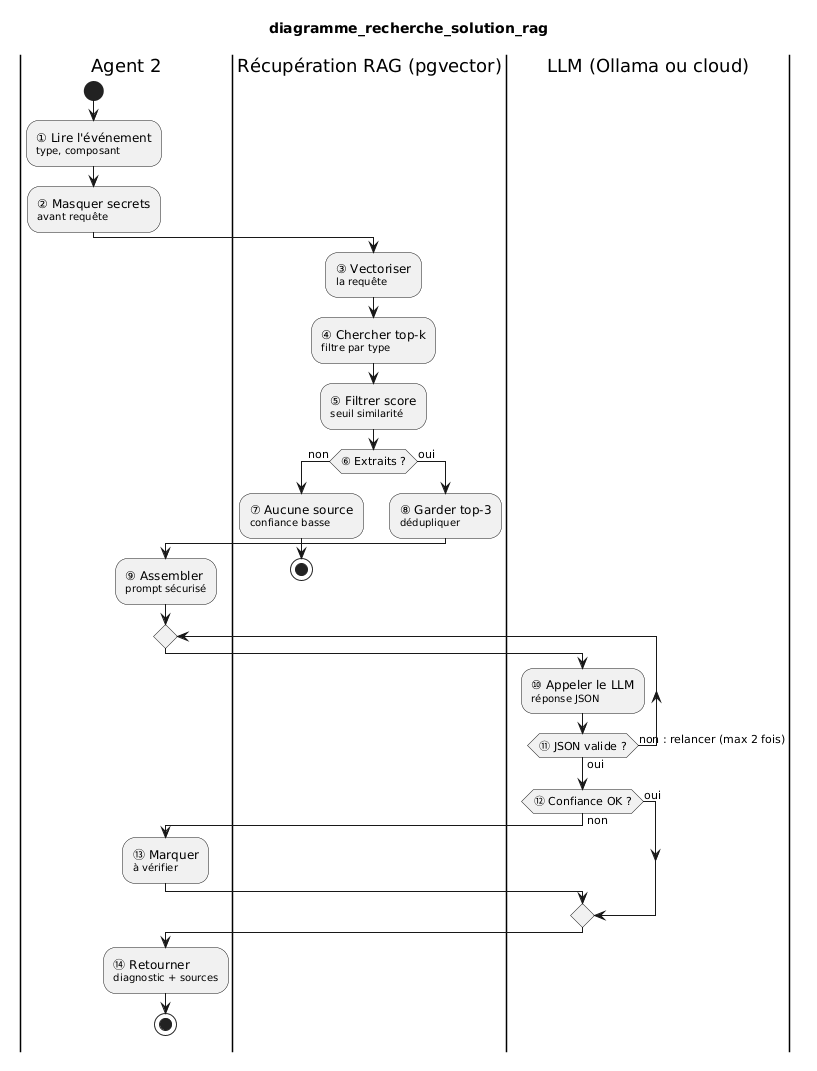 diagramme_recherche_solution_rag
Agent 2
Récupération RAG (pgvector)
LLM (Ollama ou cloud)
① Lire l'événement
type, composant
② Masquer secrets
avant requête
③ Vectoriser
la requête
④ Chercher top-k
filtre par type
⑤ Filtrer score
seuil similarité
non
⑥ Extraits ?
oui
⑦ Aucune source
confiance basse
⑧ Garder top-3
dédupliquer
⑨ Assembler
prompt sécurisé
⑩ Appeler le LLM
réponse JSON
⑪ JSON valide ?
non : relancer (max 2 fois)
oui
⑫ Confiance OK ?
oui
non
⑬ Marquer
à vérifier
⑭ Retourner
diagnostic + sources